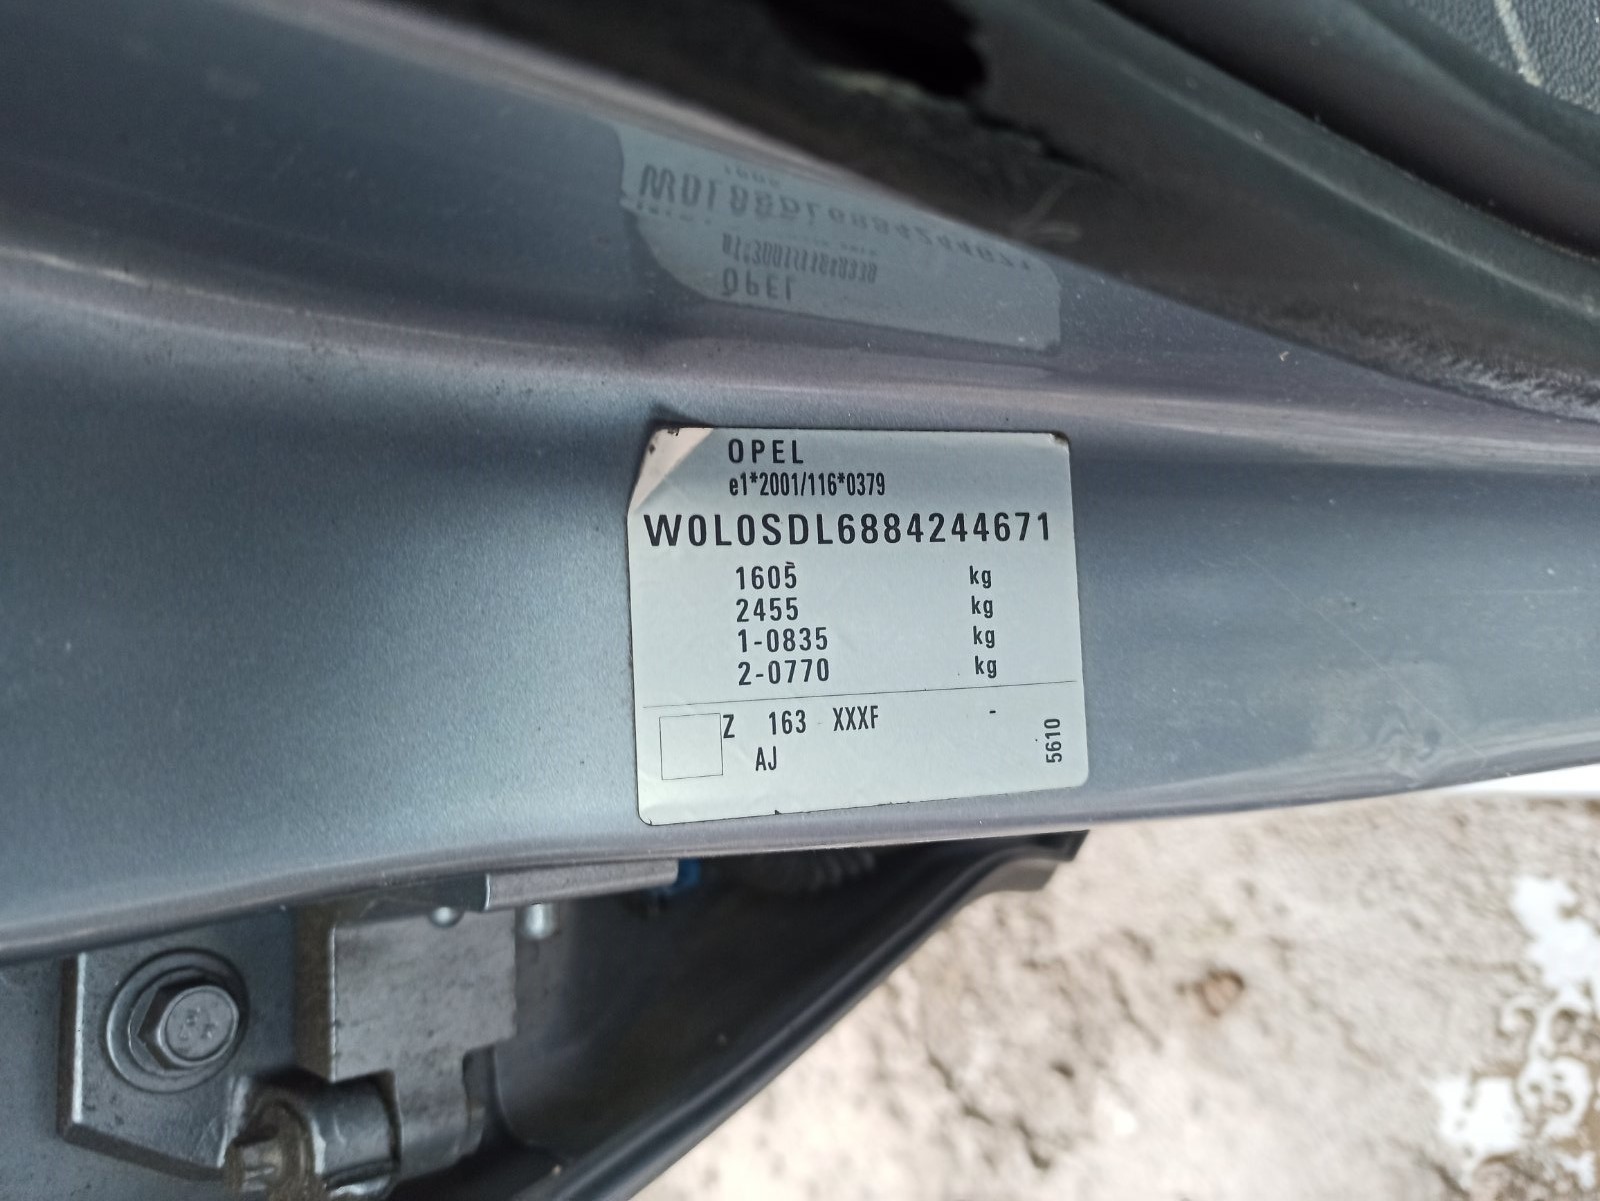 OPEL
e1*2001/116*0379
W0L0SDL6884244671
1605 kg
2455 kg
1-0835 kg
2-0770 kg
Z 163 XXXF -
AJ
5610